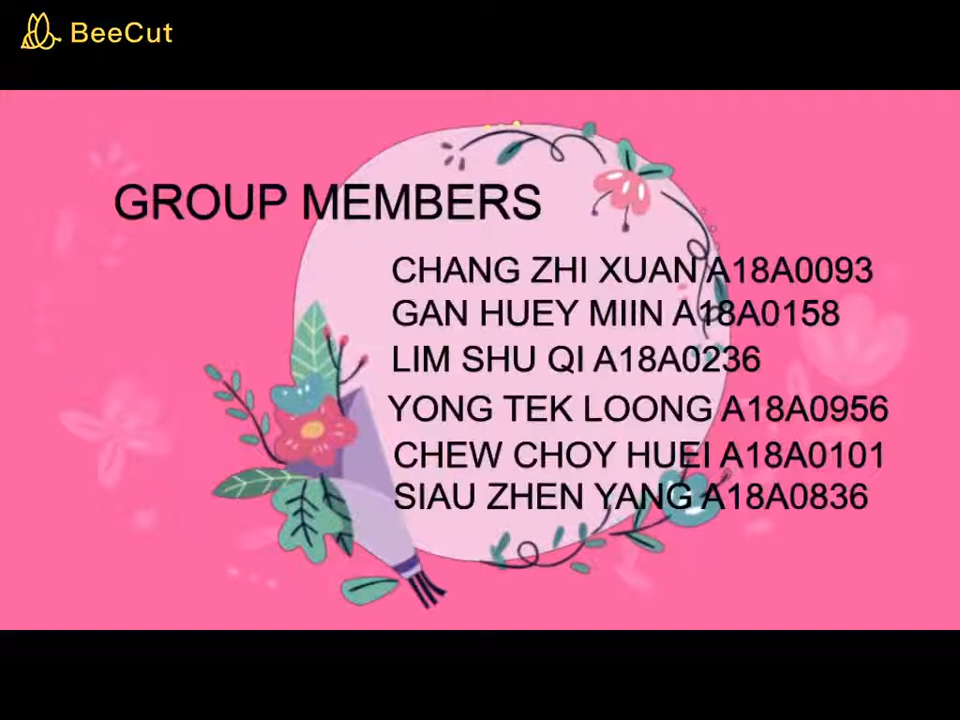 BeeCut
GROUP MEMBERS
CHANG ZHI XUAN A18A0093
GAN HUEY MIIN A18A0158
LIM SHU QI A18A0236
YONG TEK LOONG A18A0956
CHEW CHOY HUEI A18A0101
SIAU ZHEN YANG A18A0836